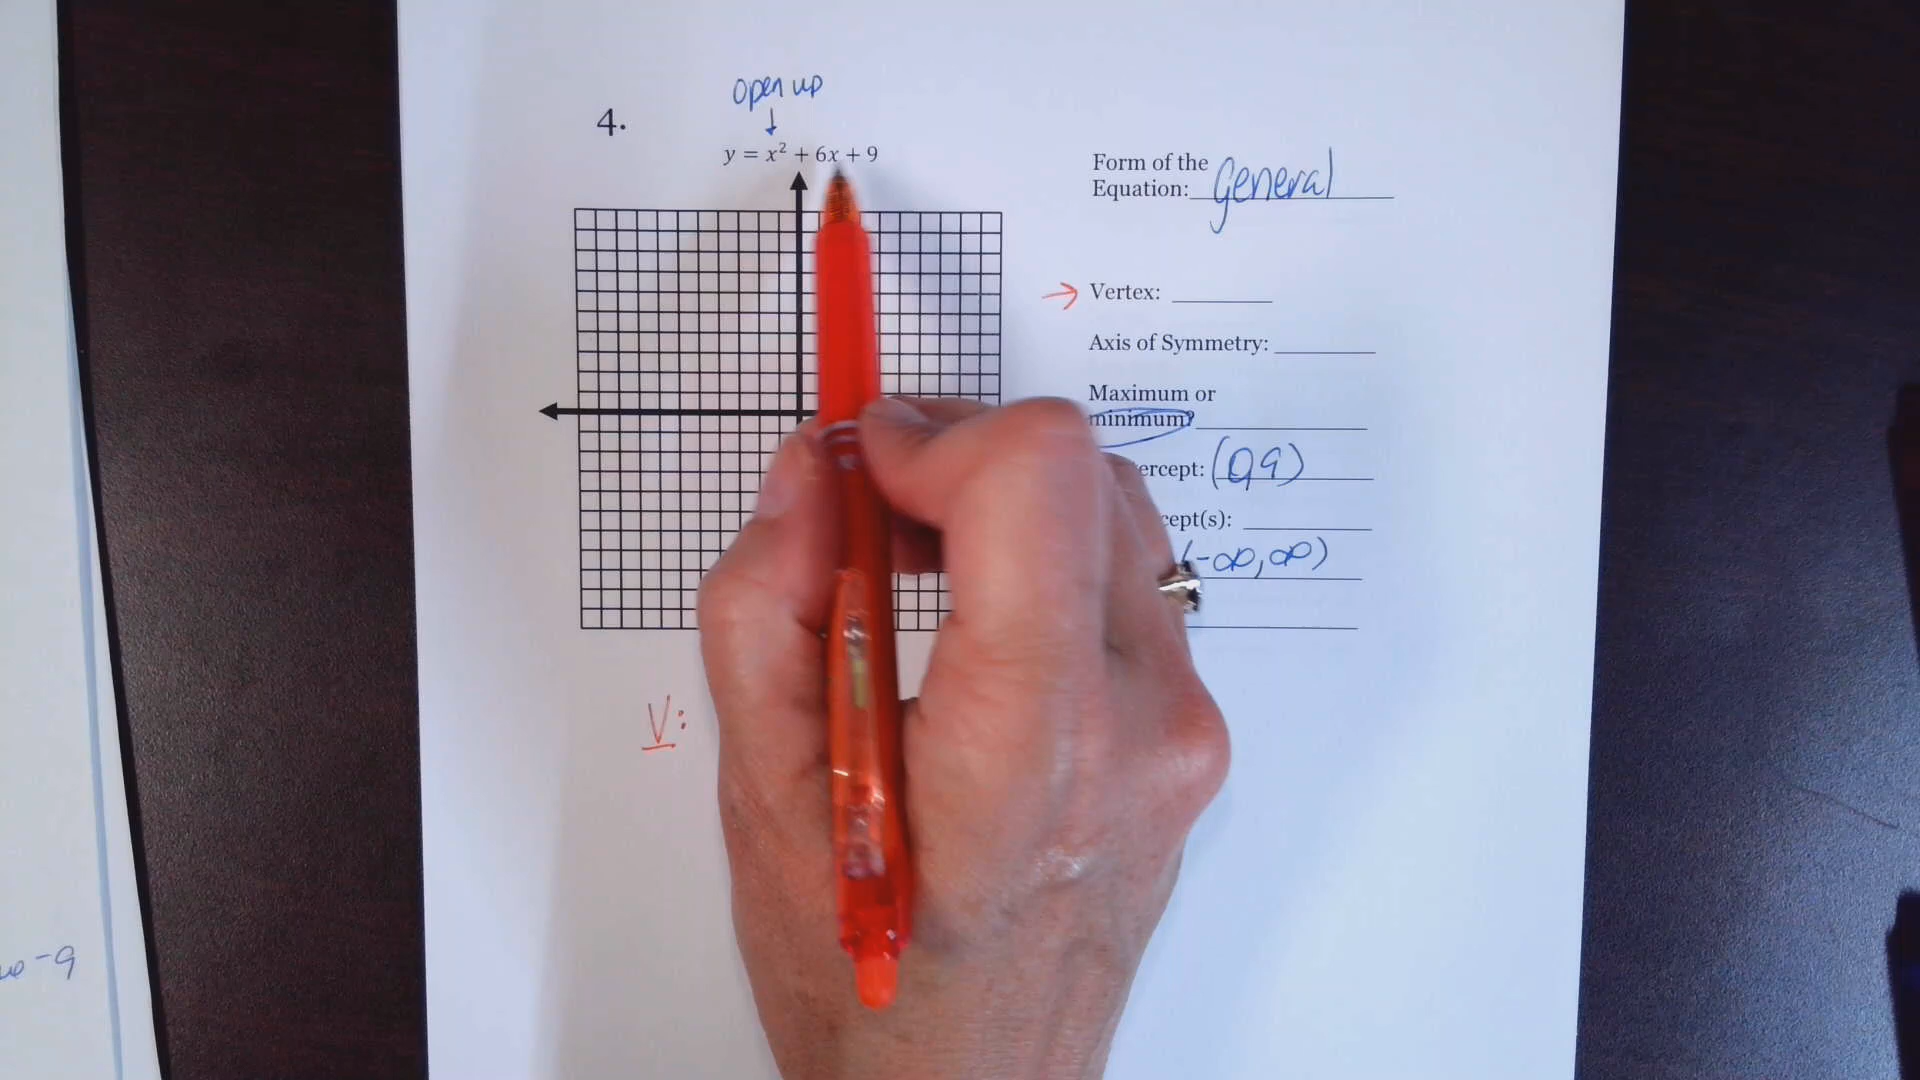 open up
4.
y = x² + 6x + 9
Form of the
Equation: General
→ Vertex:
Axis of Symmetry:
Maximum or
minimum?
ercept: (0,9)
cept(s):
(-∞,∞)
V:
-9